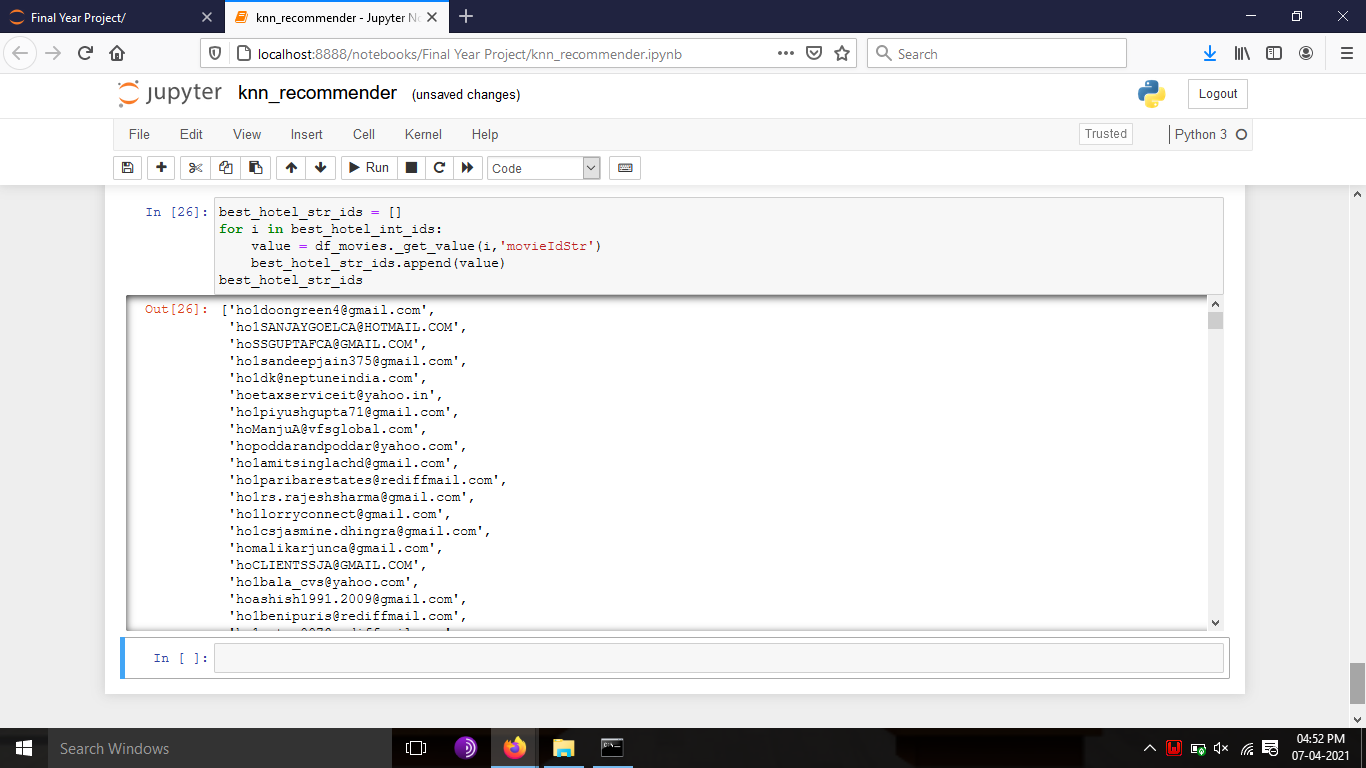 Final Year Project/
knn_recommender - Jupyter No
localhost:8888/notebooks/Final Year Project/knn_recommender.ipynb
Search
jupyter knn_recommender (unsaved changes)
Logout
File Edit View Insert Cell Kernel Help
Trusted
Python 3
Run
Code
In [26]: best_hotel_str_ids = []
for i in best_hotel_int_ids:
value = df_movies._get_value(i,'movieIdStr')
best_hotel_str_ids.append(value)
best_hotel_str_ids
Out[26]: ['ho1doongreen4@gmail.com',
'ho1SANJAYGOELCA@HOTMAIL.COM',
'hoSSGUPTAFCA@GMAIL.COM',
'ho1sandeepjain375@gmail.com',
'ho1dk@neptuneindia.com',
'hoetaxserviceit@yahoo.in',
'ho1piyushgupta71@gmail.com',
'hoManjuA@vfsglobal.com',
'hopoddarandpoddar@yahoo.com',
'ho1amitsinglachd@gmail.com',
'ho1paribarestates@rediffmail.com',
'ho1rs.rajeshsharma@gmail.com',
'ho1lorryconnect@gmail.com',
'ho1csjasmine.dhingra@gmail.com',
'homalikarjunca@gmail.com',
'hoCLIENTSSJA@GMAIL.COM',
'ho1bala_cvs@yahoo.com',
'hoashish1991.2009@gmail.com',
'ho1benipuris@rediffmail.com',
In [ ]:
Search Windows
04:52 PM
07-04-2021